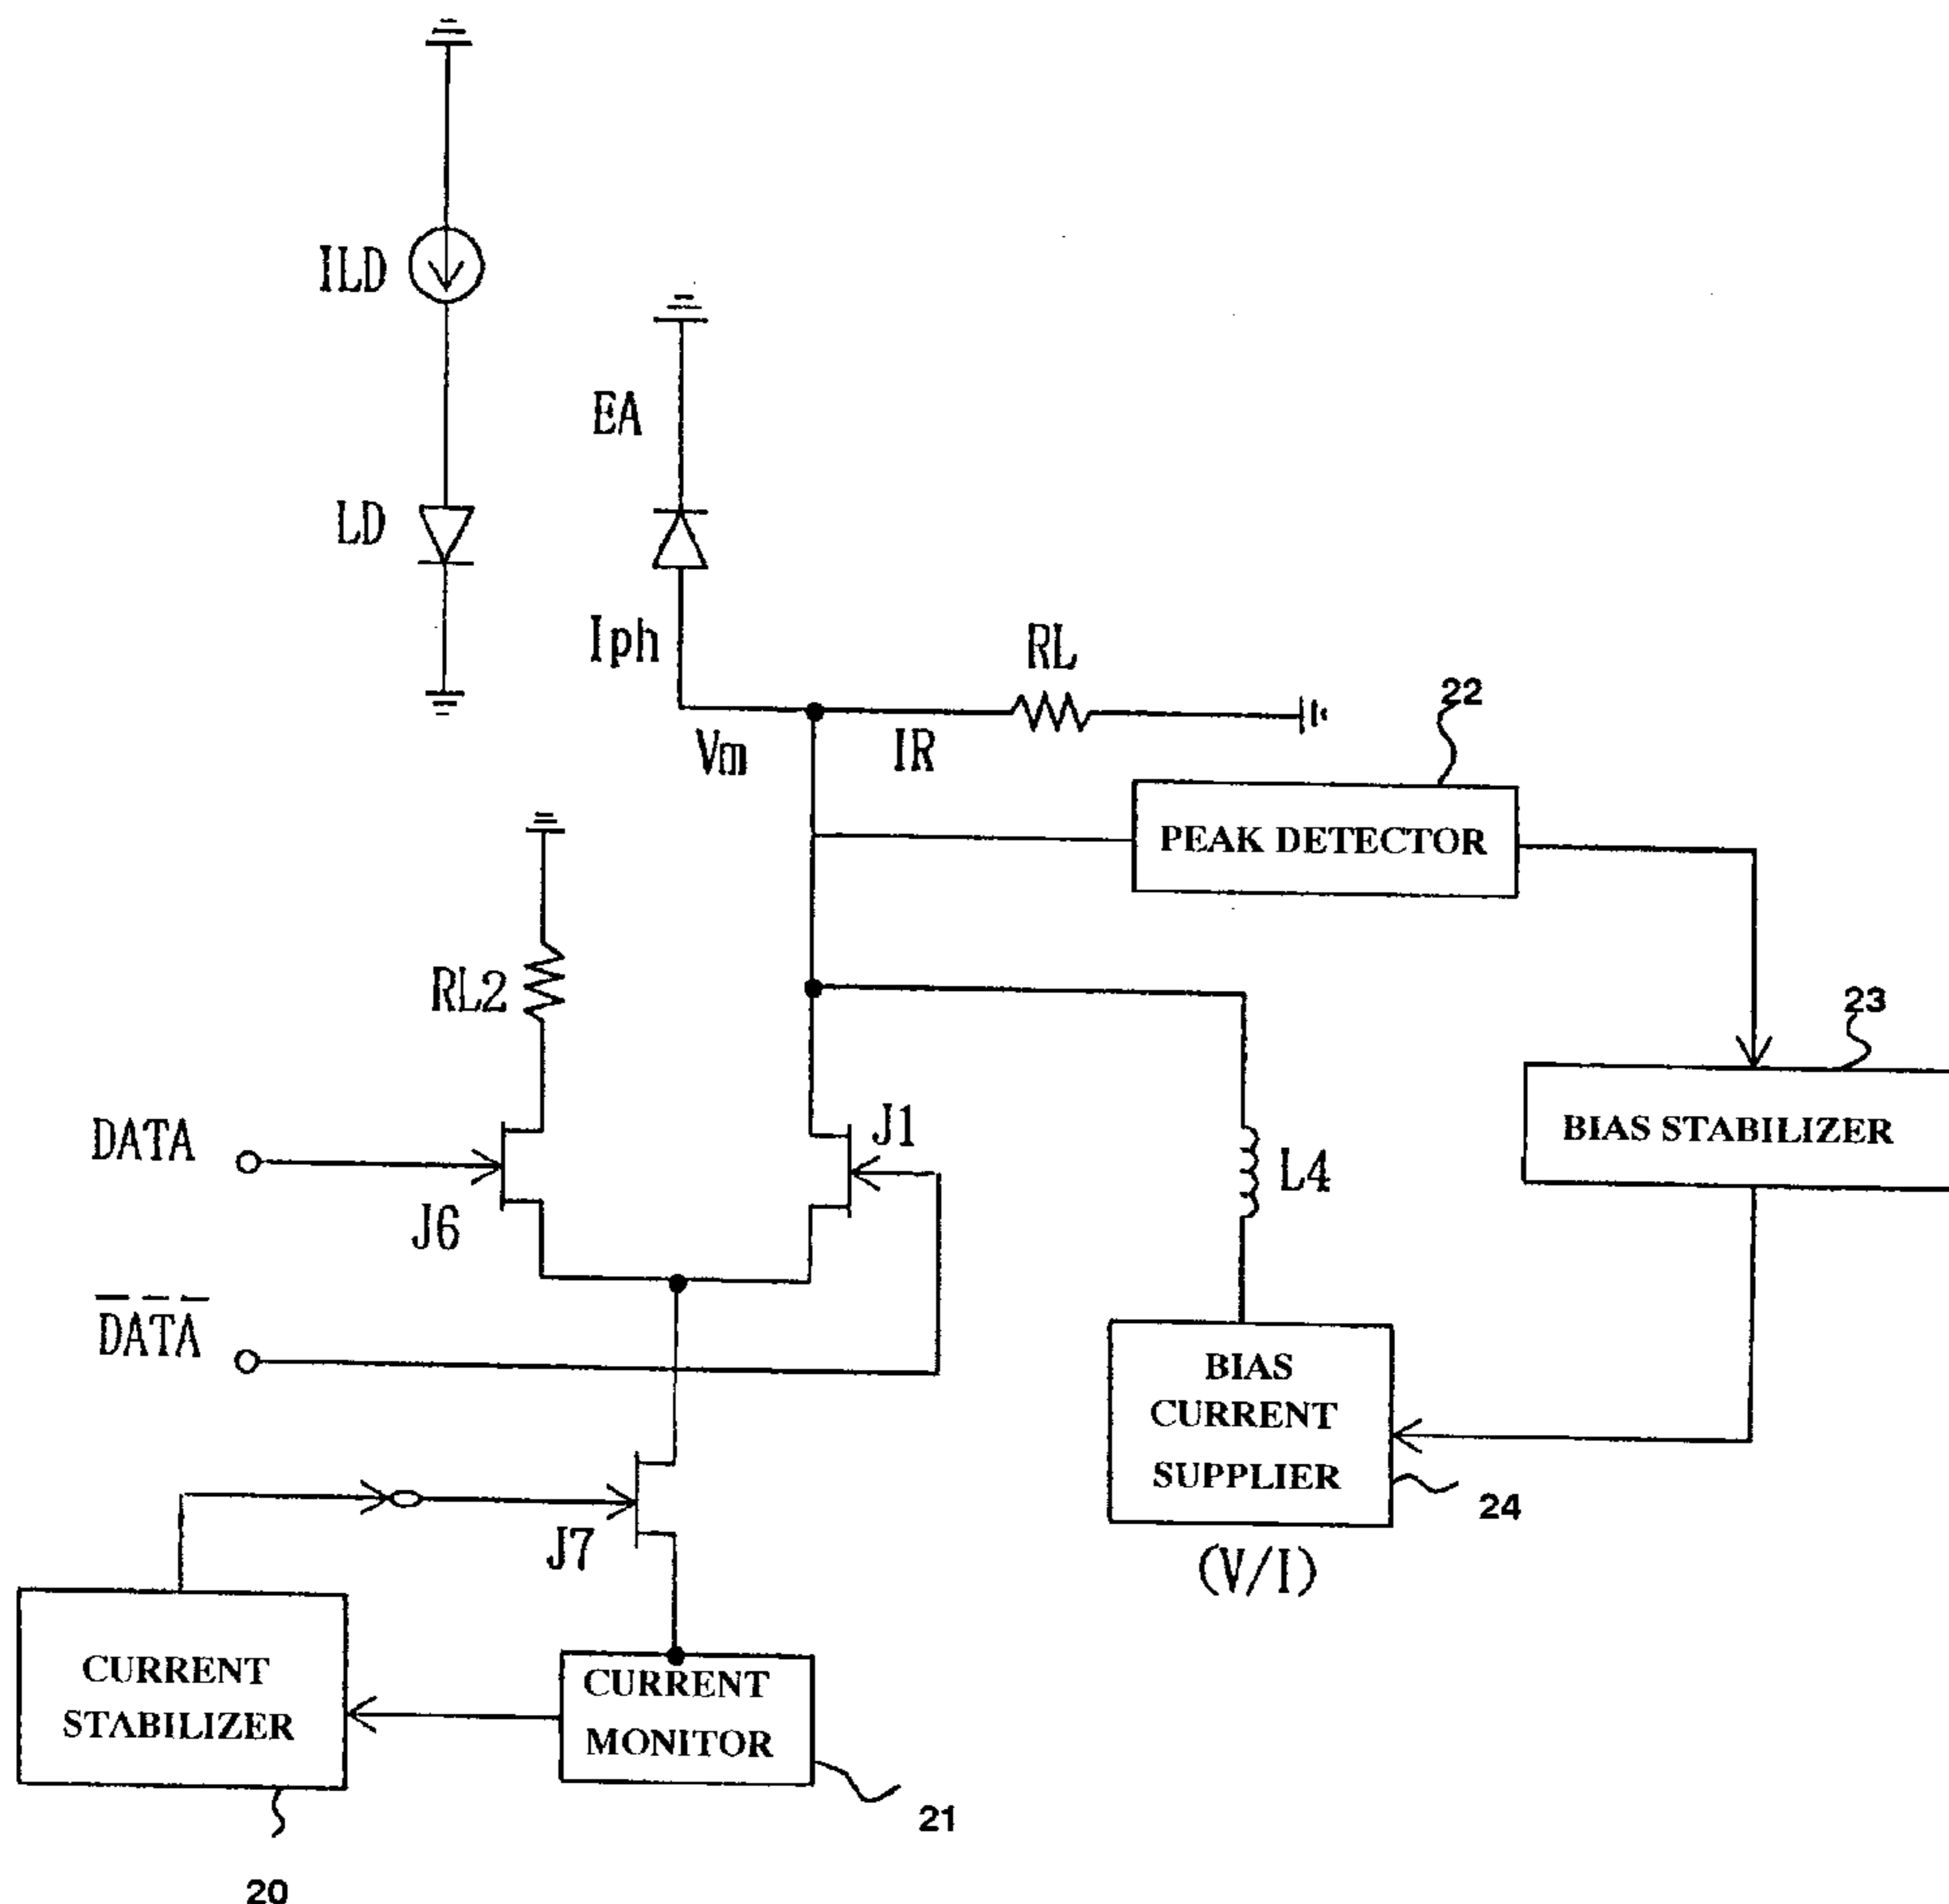 ILD
EA
LD
Iph
RL
22
Vm
IR
PEAK DETECTOR
RL2
23
DATA
J1
BIAS STABILIZER
L4
J6
DATA
BIAS
CURRENT
SUPPLIER
24
J7
(V/I)
CURRENT
STABILIZER
CURRENT
MONITOR
21
20